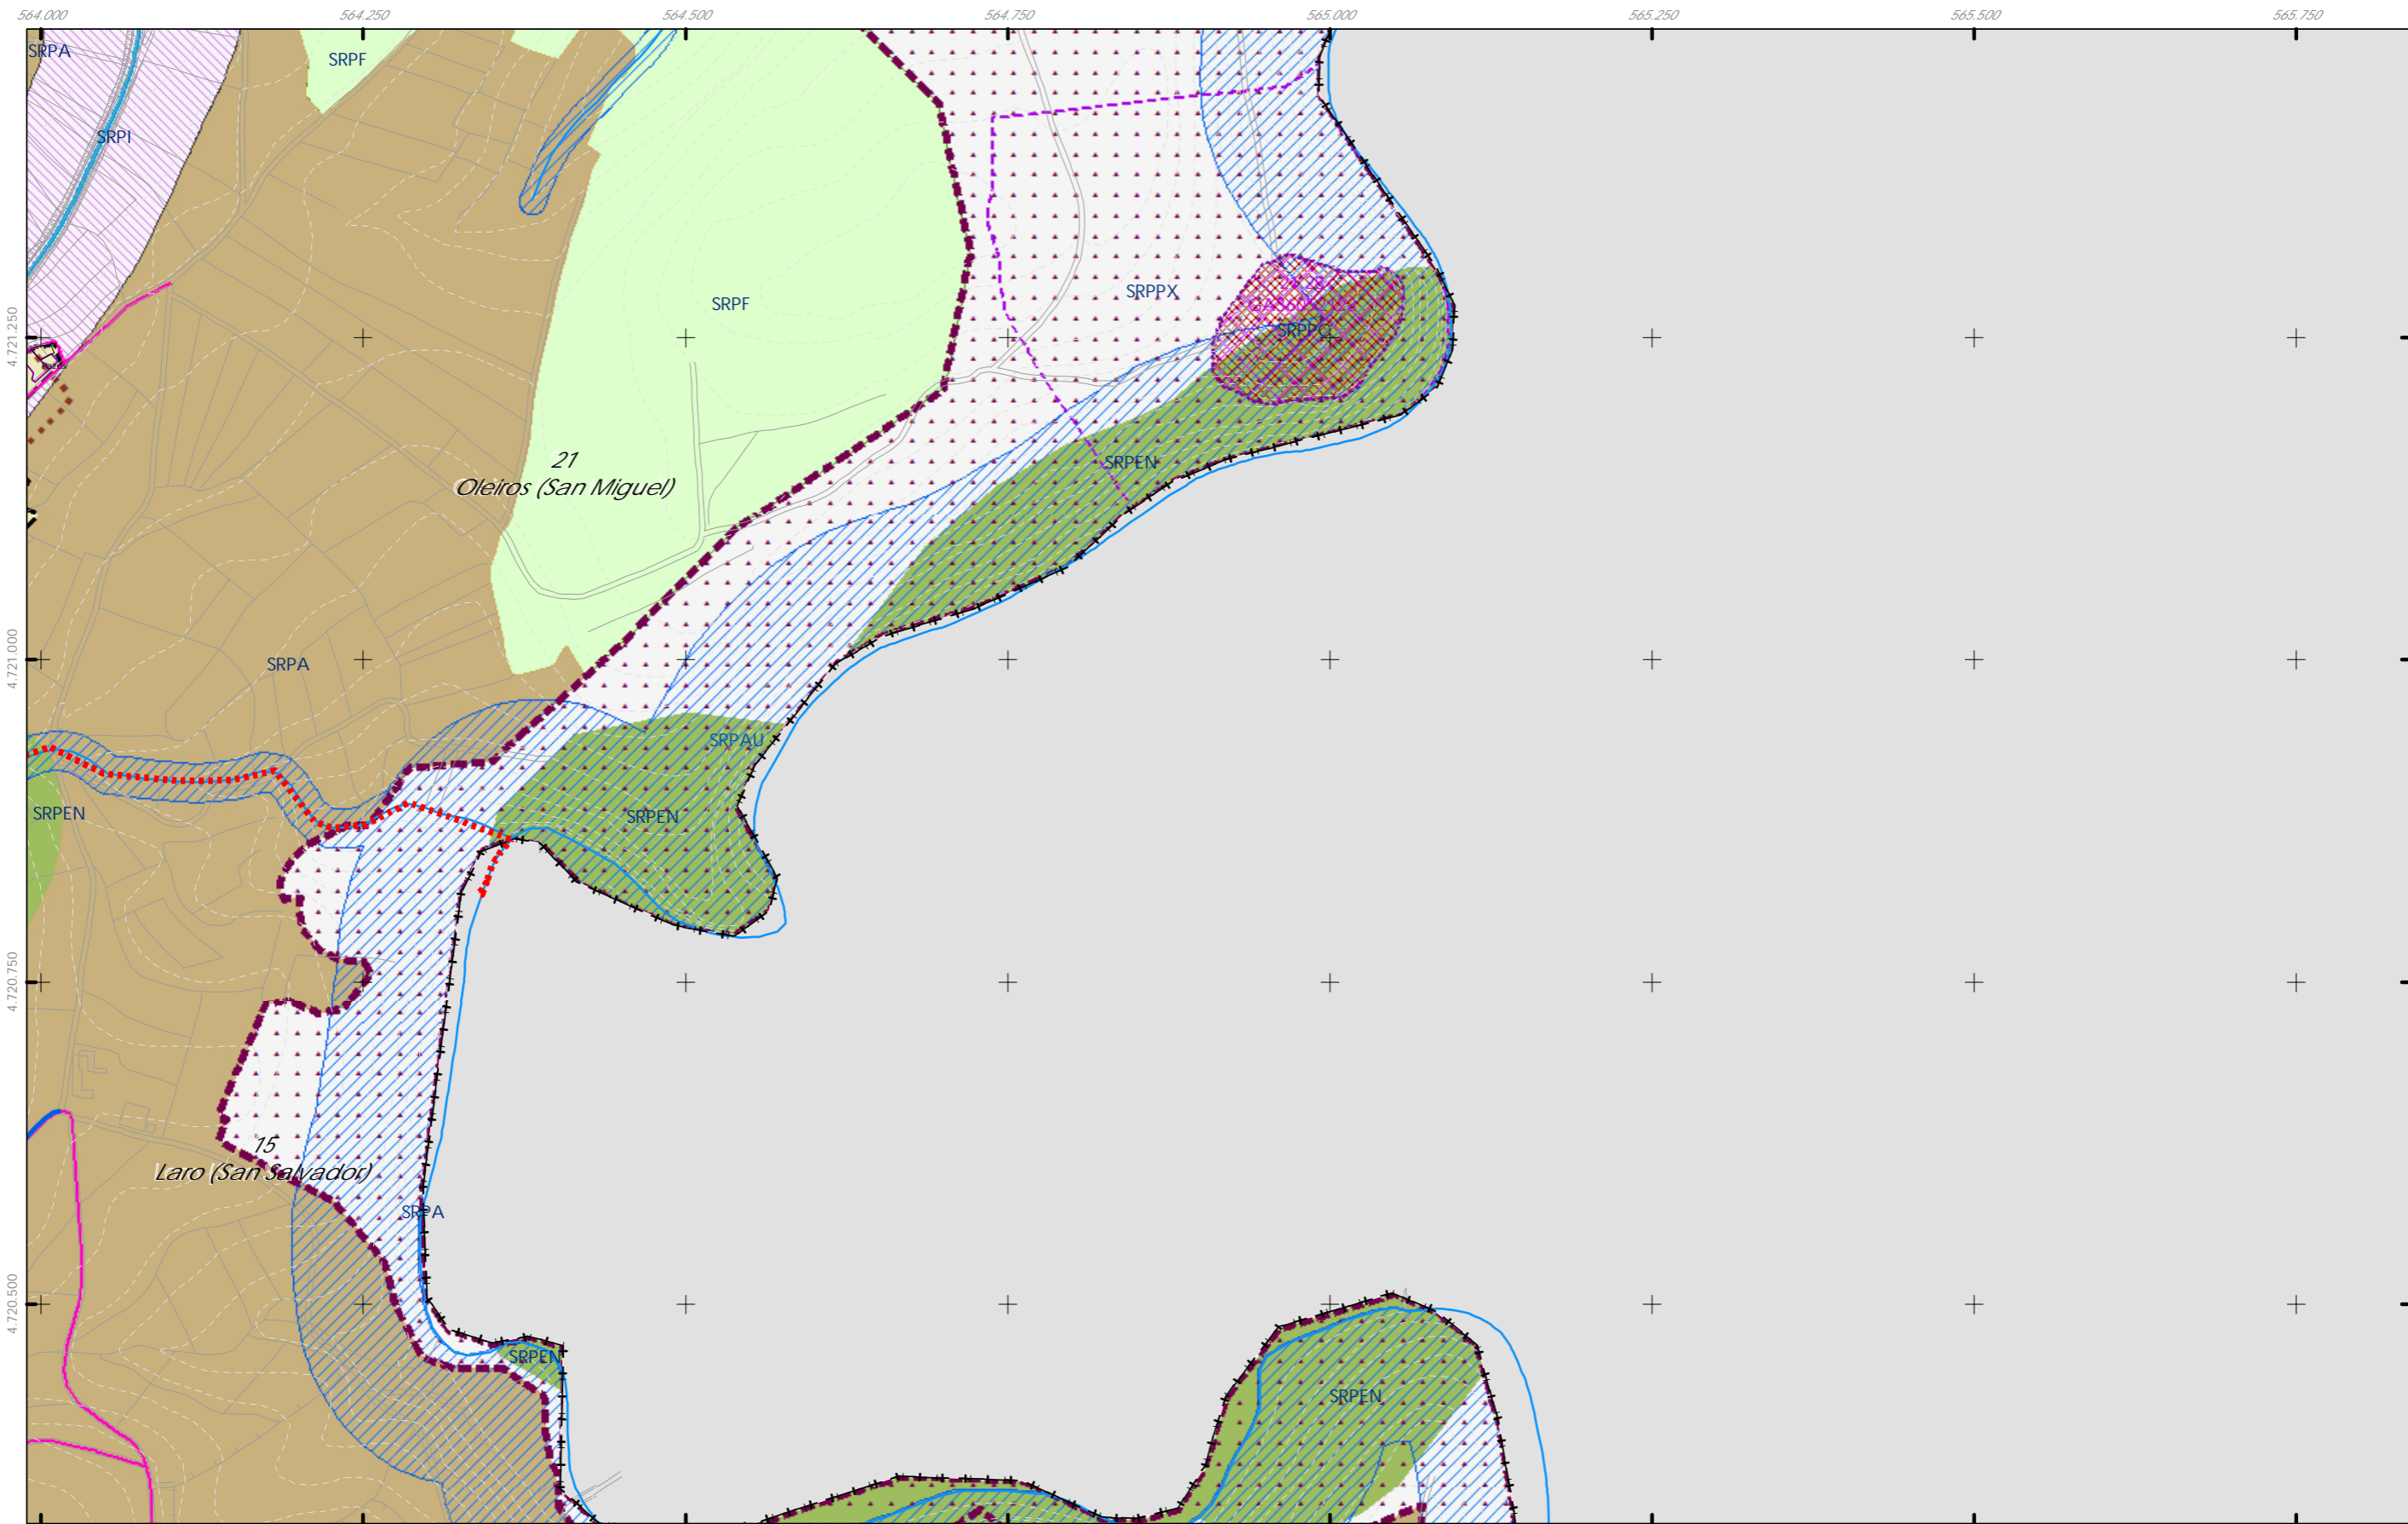 564.000 564.250 564.500 564.750 565.000 565.250 565.500 565.750
SRPA
SRPF
SRPI
SRPPX
SRPF
4.721.250
21
Oleiros (San Miguel)
SRPEN
4.721.000
SRPA
SRPAU
SRPEN
SRPEN
4.720.750
15
Laro (San Salvador)
SRPA
4.720.500
SRPEN
SRPEN